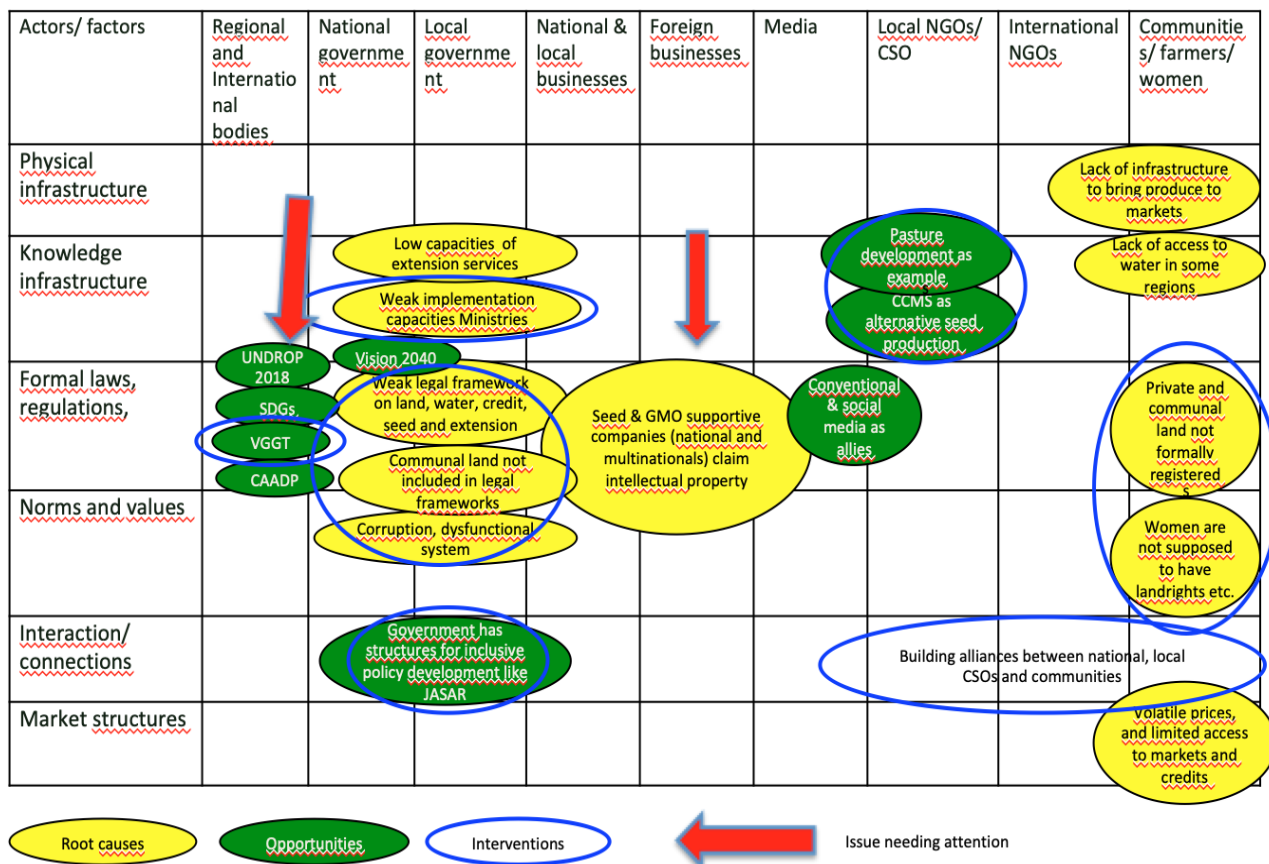 Actors/ factors
Regional
and
Internatio
nal
bodies
National
governme
nt
Local
governme
nt
National &
local
businesses
Foreign
businesses
Media
Local NGOs/
CSO
International
NGOs
Communitie
s/ farmers/
women
Physical
infrastructure
Lack of infrastructure
to bring produce to
markets
Knowledge
infrastructure
Low capacities of
extension services
Weak implementation
capacities Ministries
Pasture
development as
example
s
CCMS as
alternative seed
production
Lack of access to
water in some
regions
Formal laws,
regulations,
UNDROP
2018
SDGs,
VGGT
CAADP
Vision 2040
Weak legal framework
on land, water, credit,
seed and extension
Communal land not
included in legal
frameworks
Seed & GMO supportive
companies (national and
multinationals) claim
intellectual property
Conventional
& social
media as
allies
Private and
communal
land not
formally
registered
s
Norms and values
Corruption, dysfunctional
system
Women are
not supposed
to have
landrights etc.
Interaction/
connections
Government has
structures for inclusive
policy development like
JASAR
Building alliances between national, local
CSOs and communities
Market structures
Volatile prices,
and limited access
to markets and
credits
Root causes
Opportunities
Interventions
Issue needing attention